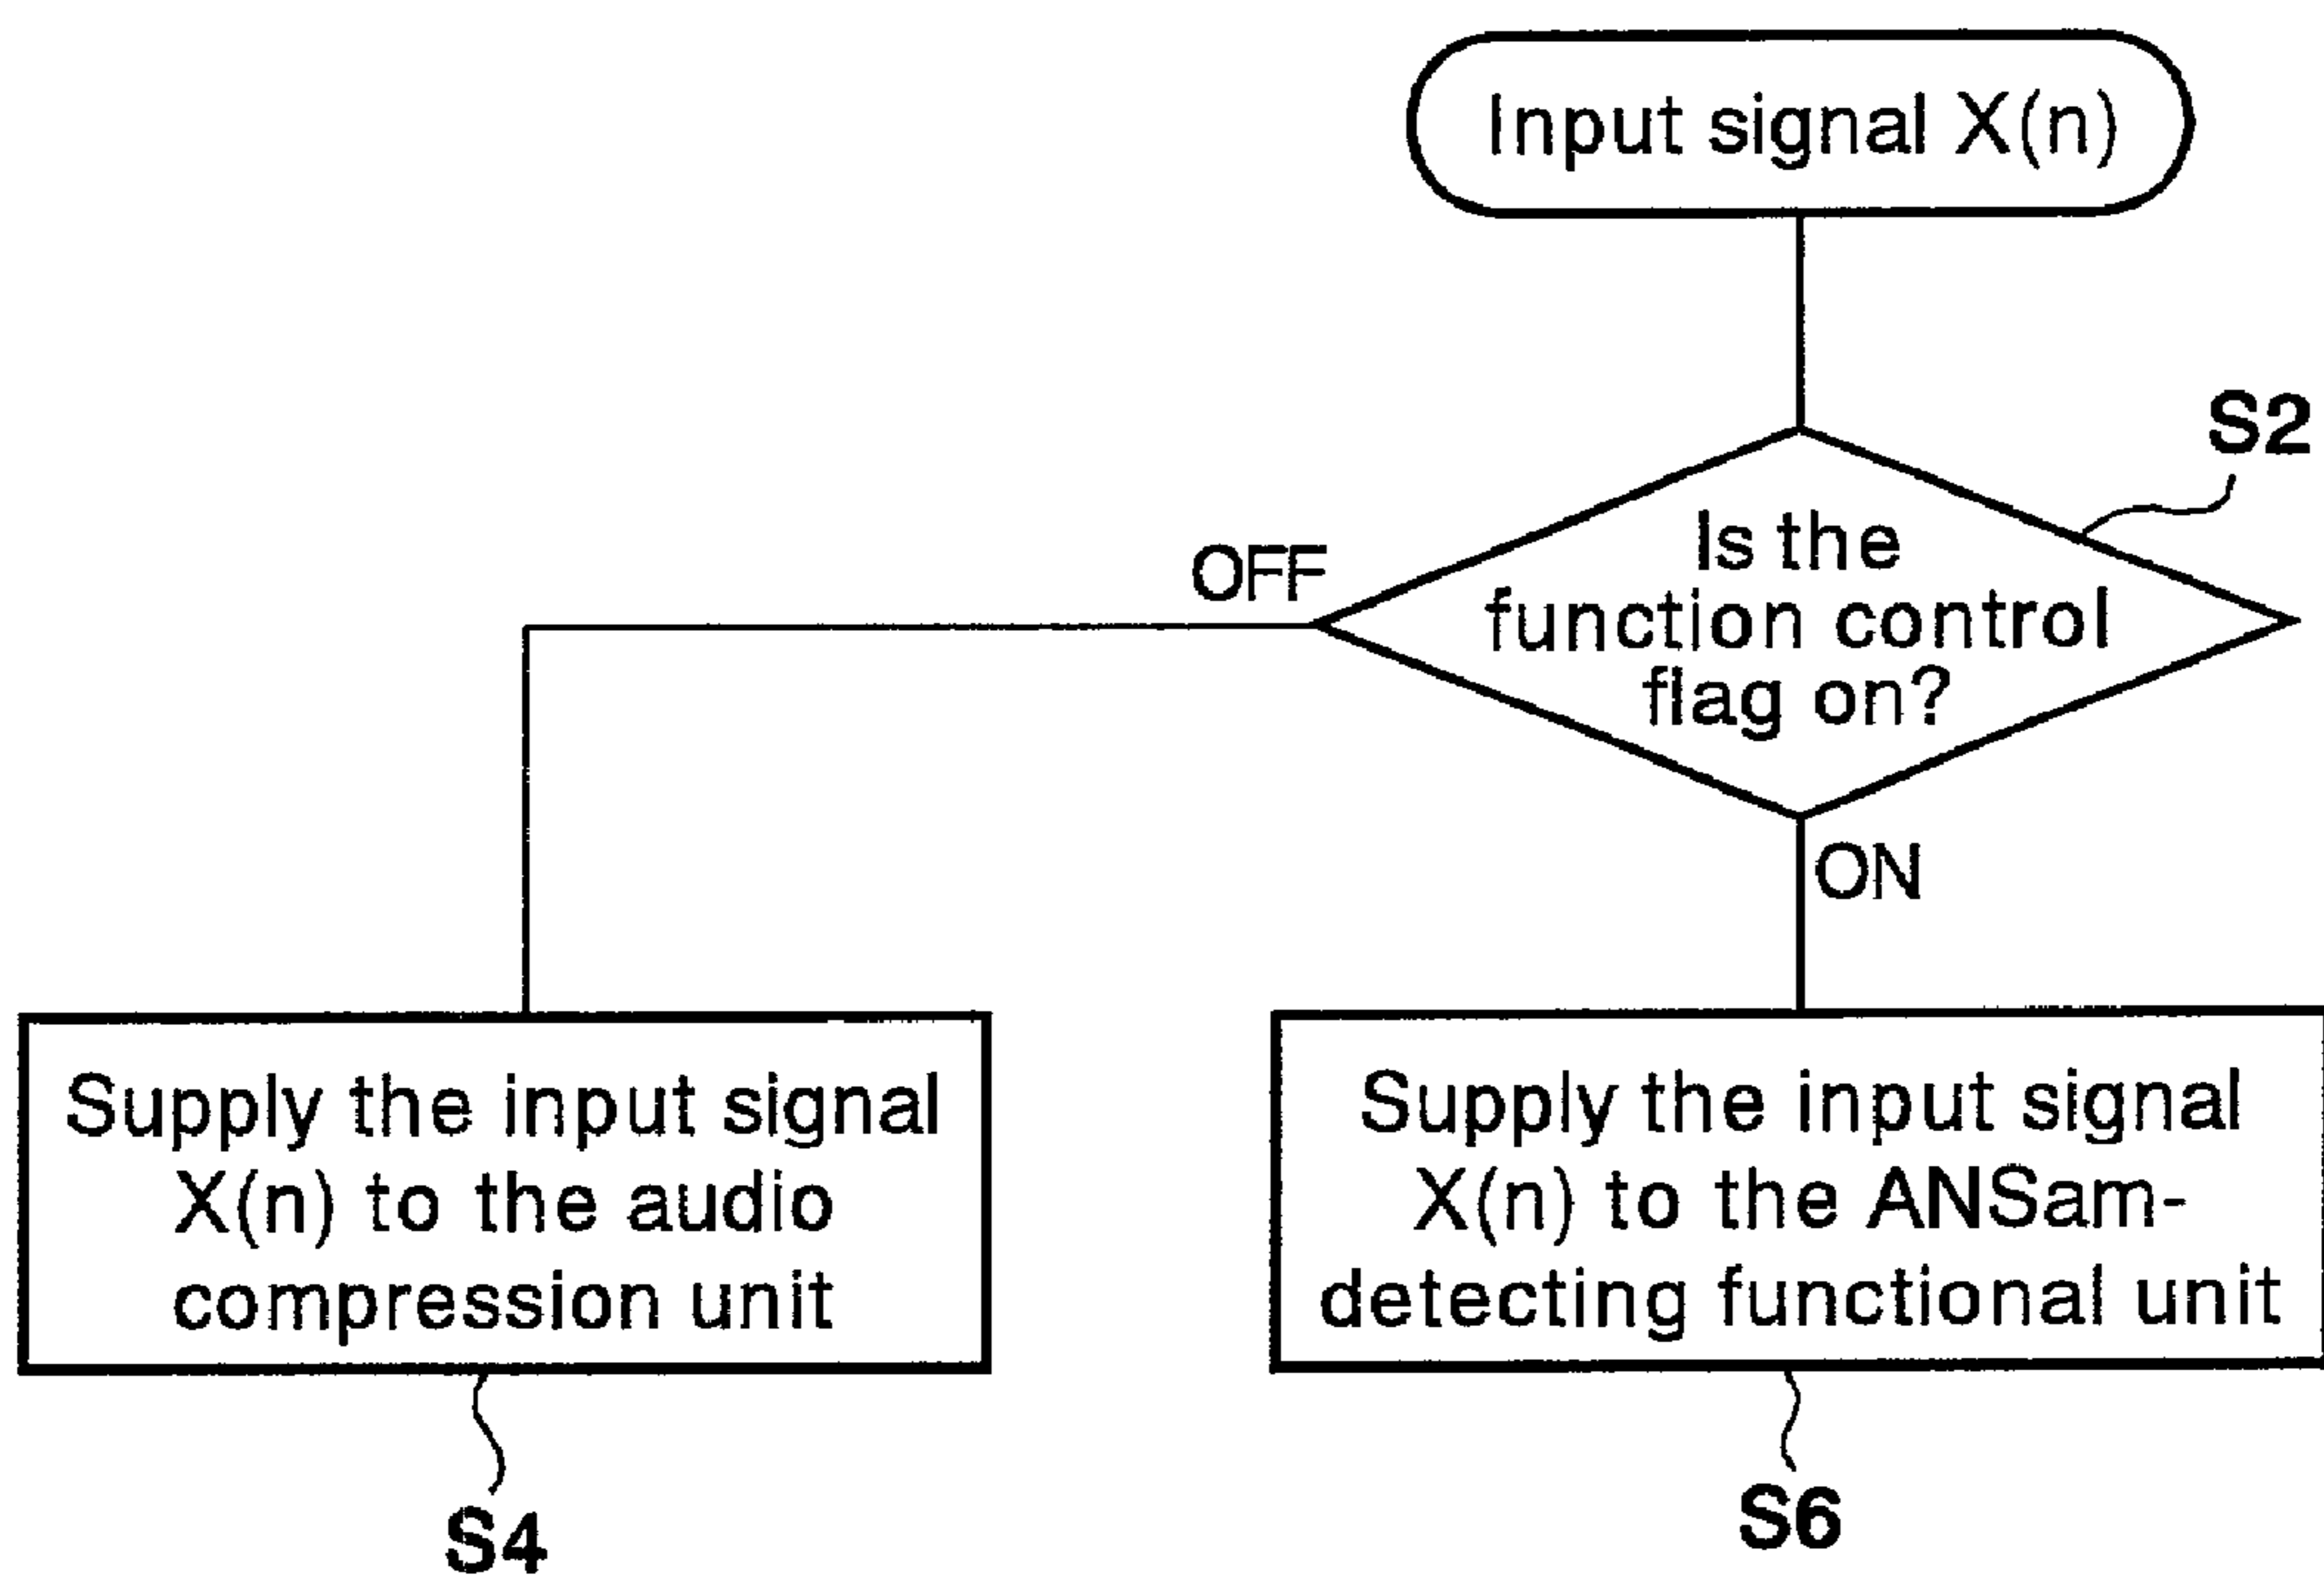 Input signal X(n)
S2
Is the
function control
flag on?
OFF
ON
Supply the input signal
X(n) to the audio
compression unit
Supply the input signal
X(n) to the ANSam-
detecting functional unit
S4
S6